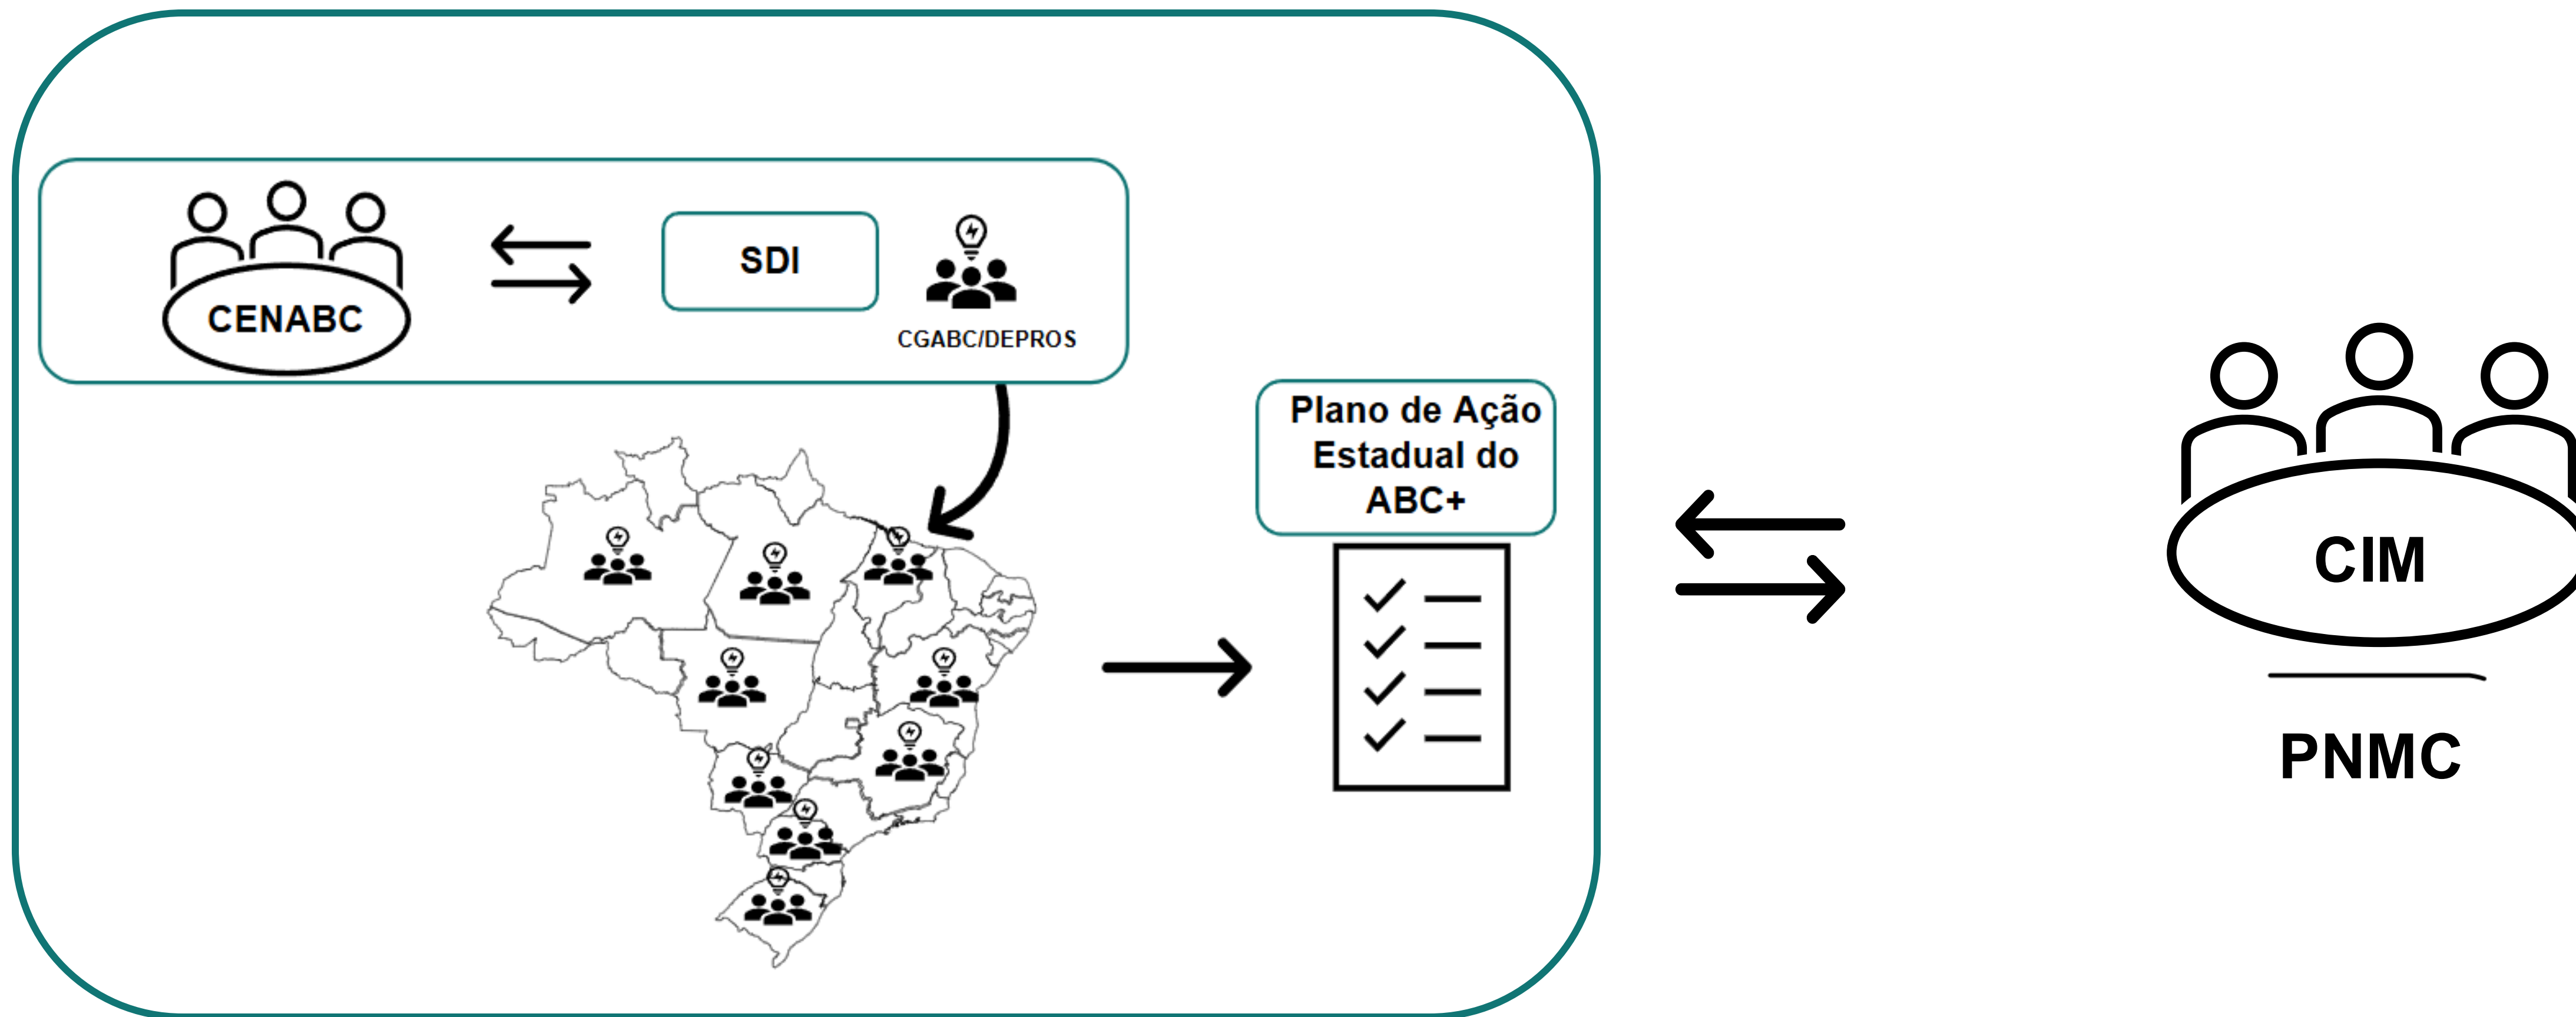 CENABC
SDI
CGABC/DEPROS
Plano de Ação
Estadual do
ABC+
CIM
PNMC